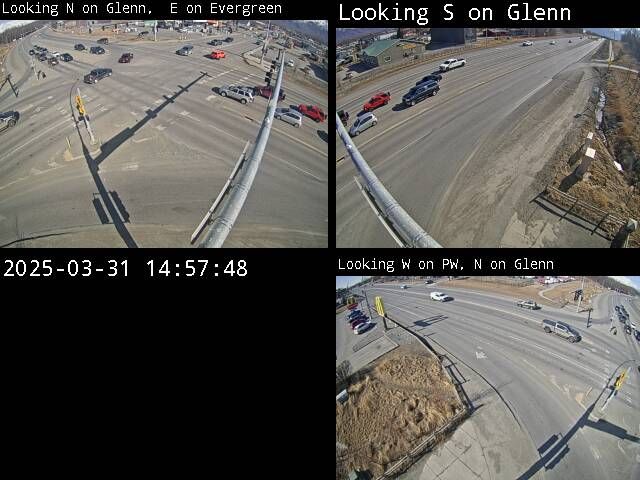 Looking N on Glenn, E on Evergreen
Looking S on Glenn
2025-03-31 14:57:48
Looking W on PW, N on Glenn